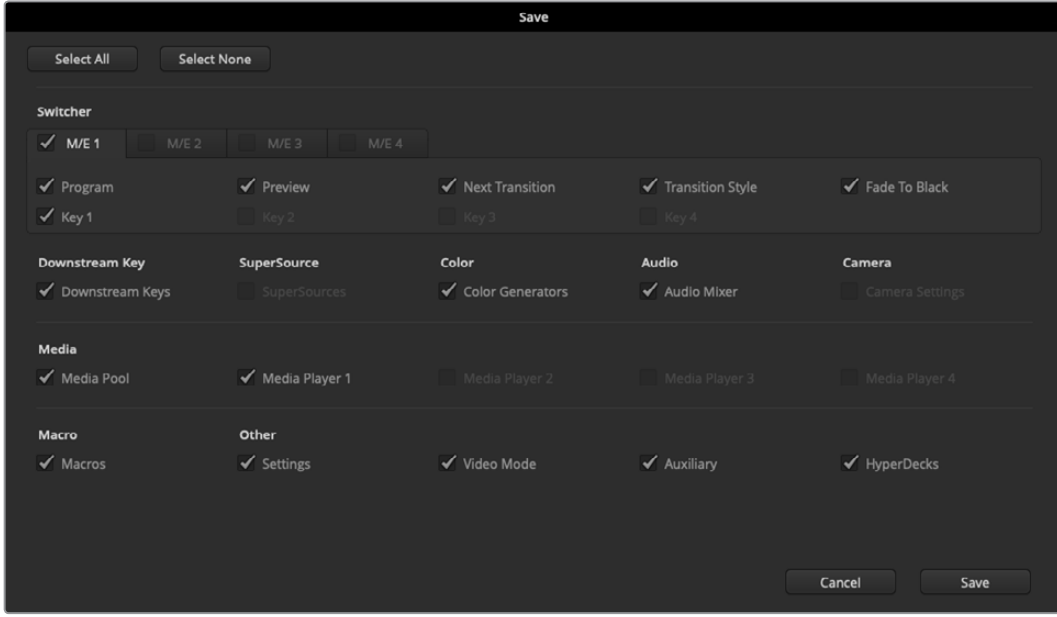 Save
Select All Select None
Switcher
M/E 1 M/E 2 M/E 3 M/E 4
Program Preview Next Transition Transition Style Fade To Black
Key 1 Key 2 Key 3 Key 4
Downstream Key SuperSource Color Audio Camera
Downstream Keys SuperSources Color Generators Audio Mixer Camera Settings
Media
Media Pool Media Player 1 Media Player 2 Media Player 3 Media Player 4
Macro Other
Macros Settings Video Mode Auxiliary HyperDecks
Cancel Save